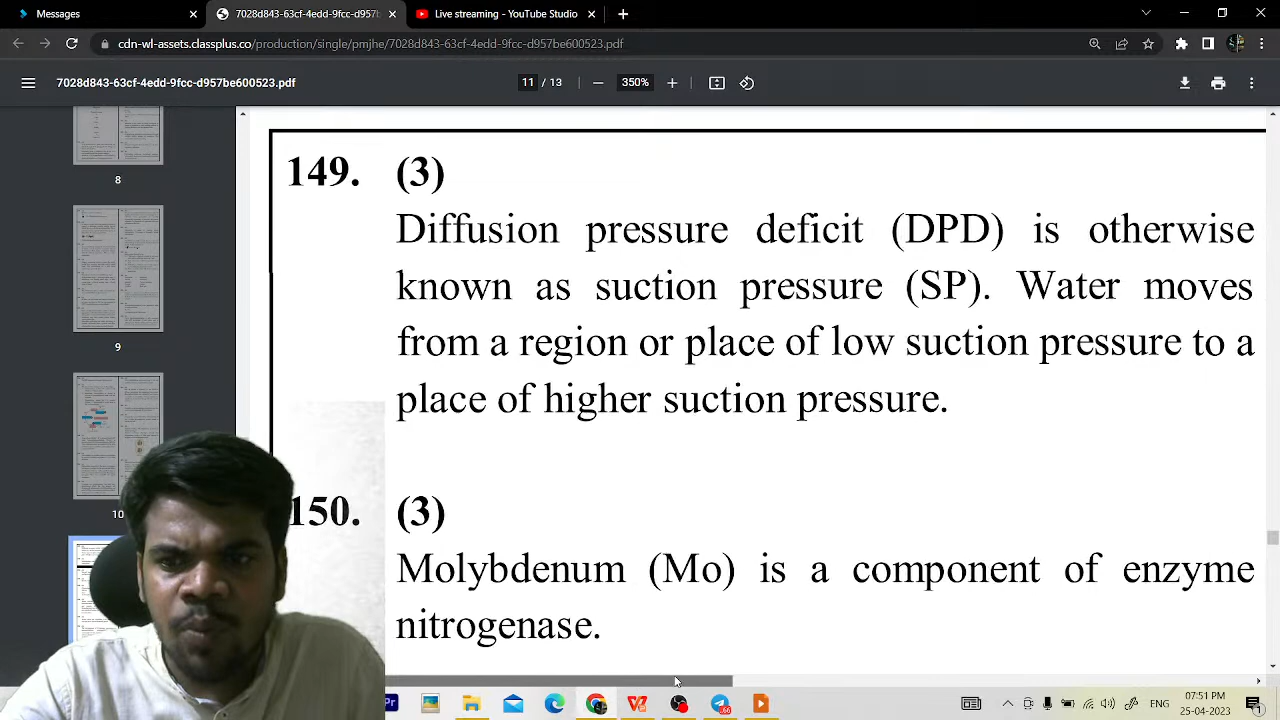 Messages
7028d843-63cf-4edd-9fcc-d957b
Live streaming - YouTube Studio
cdn-wl-assets.classplus.co/production/single/pmjhe/7028d843-63cf-4edd-9fcc-d957be600523.pdf
7028d843-63cf-4edd-9fcc-d957be600523.pdf
11 / 13
350%
8
9
10
149. (3)
Diffusion pressure deficit (DPD) is otherwise
known as suction pressure (SP). Water moves
from a region or place of low suction pressure to a
place of higher suction pressure.
150. (3)
Molybdenum (Mo) is a component of enzyme
nitrogenase.
ENG
07:51 PM
25-04-2023